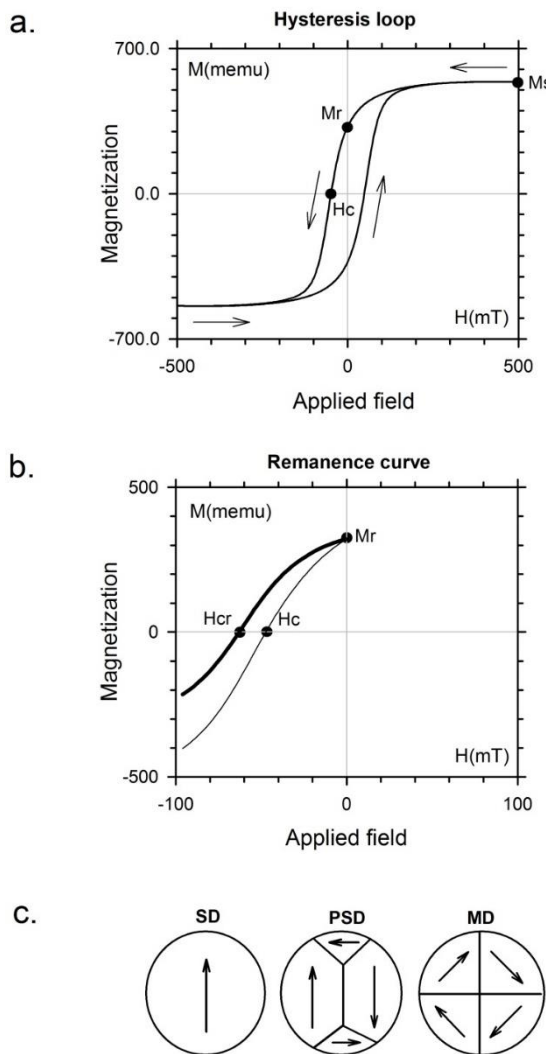 a.
Hysteresis loop
700.0
M(memu)
Ms
Mr
Magnetization
0.0
Hc
H(mT)
-700.0
-500
0
500
Applied field
b.
Remanence curve
500
M(memu)
Mr
Magnetization
Hcr
Hc
0
H(mT)
-500
-100
0
100
Applied field
c.
SD
PSD
MD